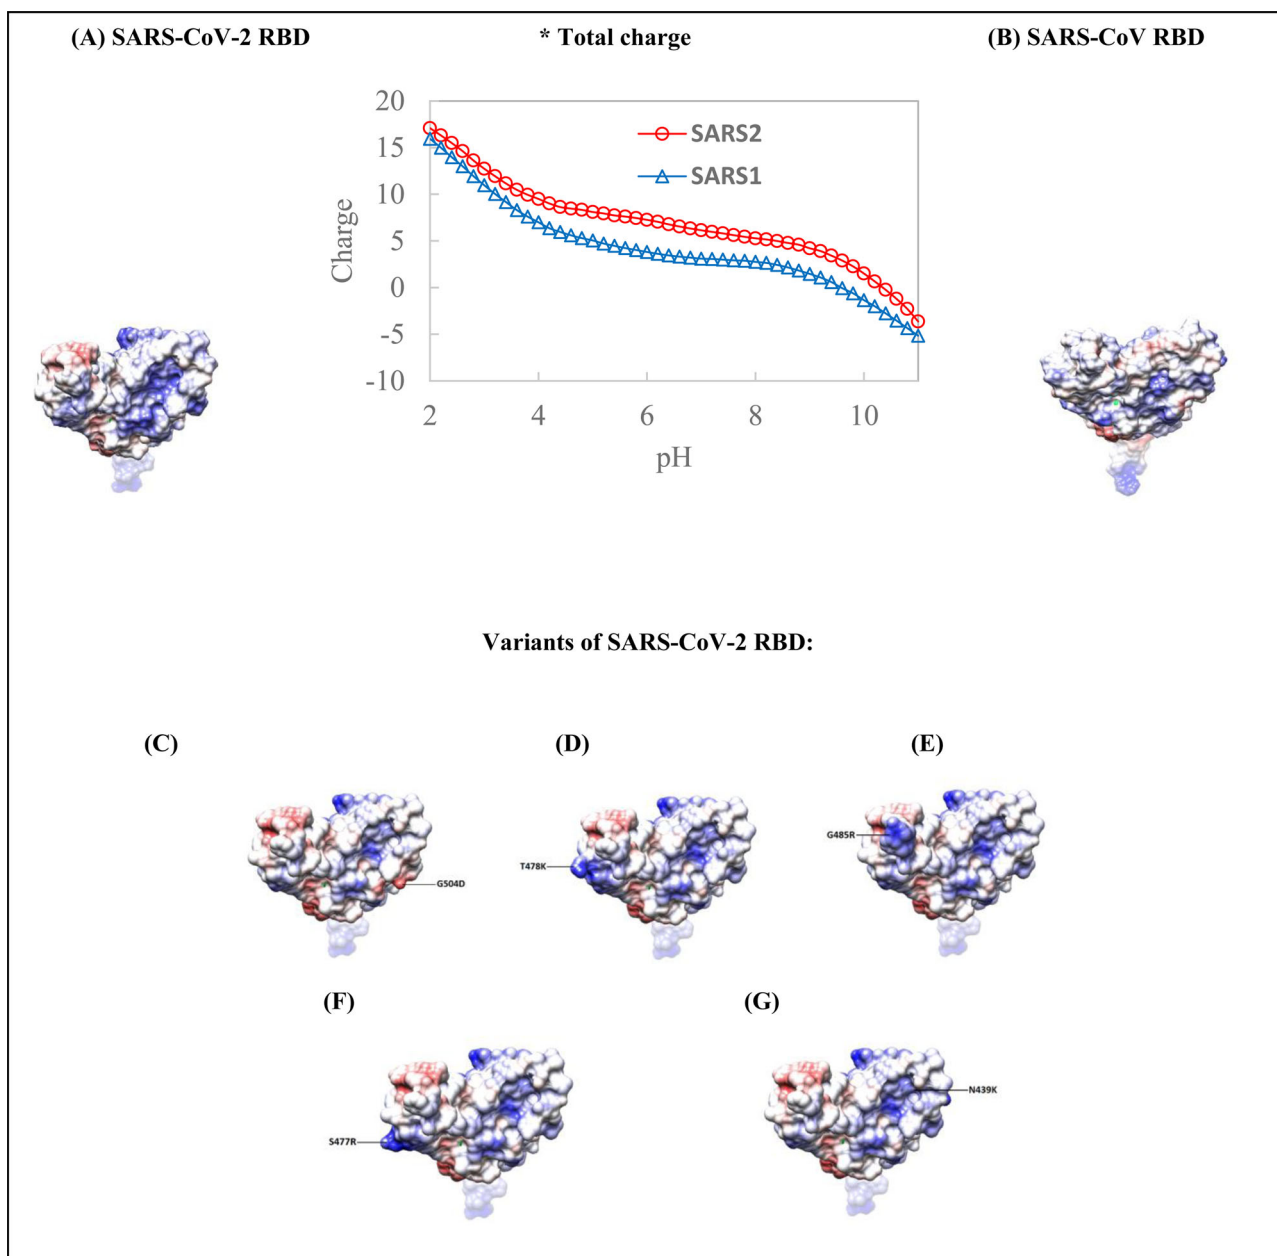 (A) SARS-CoV-2 RBD
* Total charge
(B) SARS-CoV RBD
20
15
10
5
0
-5
-10
Charge
SARS2
SARS1
2 4 6 8 10
pH
Variants of SARS-CoV-2 RBD:
(C)
(D)
(E)
G504D
T478K
G485R
(F)
(G)
S477R
N439K